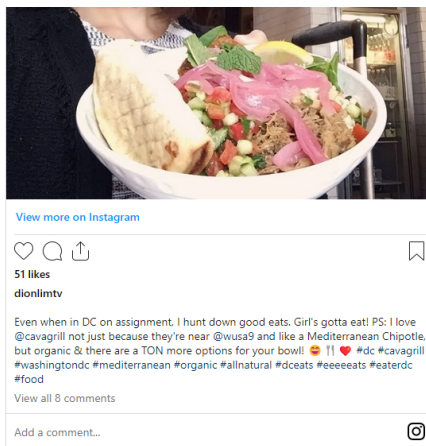 View more on Instagram
51 likes
dionlimtv
Even when in DC on assignment, I hunt down good eats. Girl's gotta eat! PS: I love
@cavagrill not just because they're near @wusa9 and like a Mediterranean Chipotle,
but organic & there are a TON more options for your bowl! 😄 🍴 ❤️ #dc #cavagrill
#washingtondc #mediterranean #organic #allnatural #dceats #eeeeeats #eaterdc
#food
View all 8 comments
Add a comment...